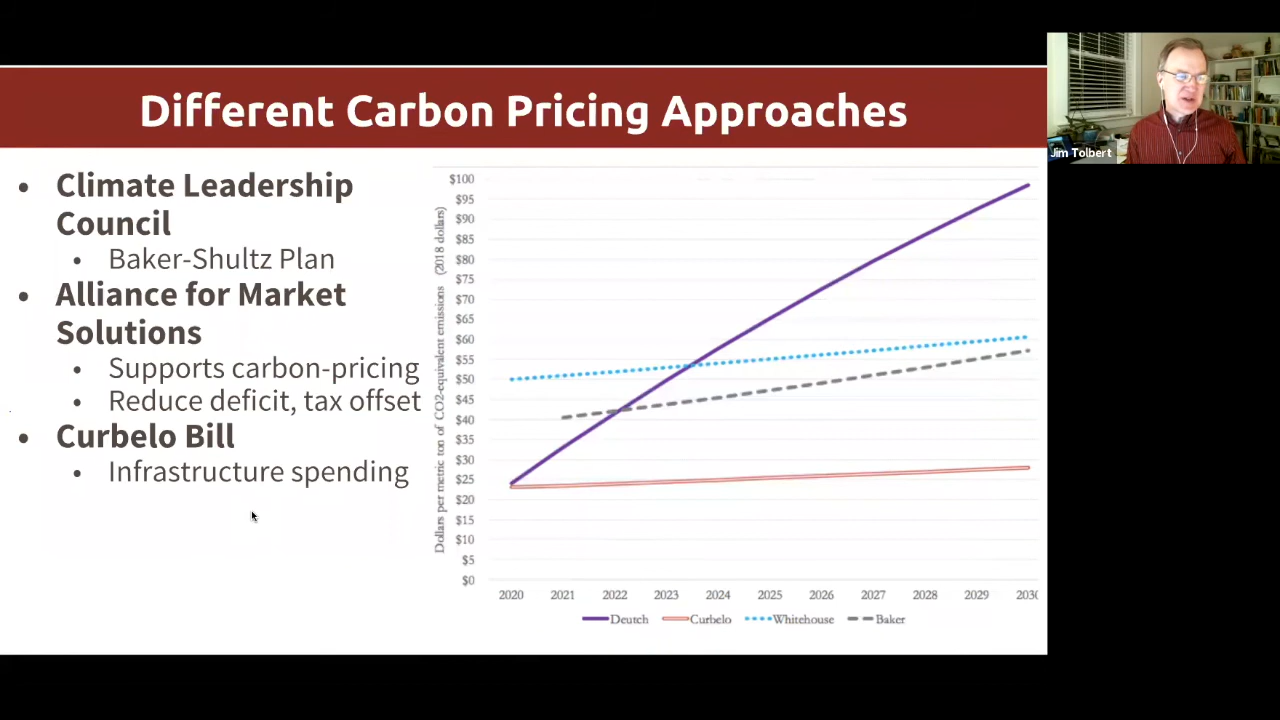 Different Carbon Pricing Approaches
Jim Tolbert
• Climate Leadership
Council
• Baker-Shultz Plan
• Alliance for Market
Solutions
• Supports carbon-pricing
• Reduce deficit, tax offset
• Curbelo Bill
• Infrastructure spending
Dollars per metric ton of CO2-equivalent emissions (2018 dollars)
$100
$95
$90
$85
$80
$75
$70
$65
$60
$55
$50
$45
$40
$35
$30
$25
$20
$15
$10
$5
$0
2020 2021 2022 2023 2024 2025 2026 2027 2028 2029 2030
Deutch Curbelo Whitehouse Baker